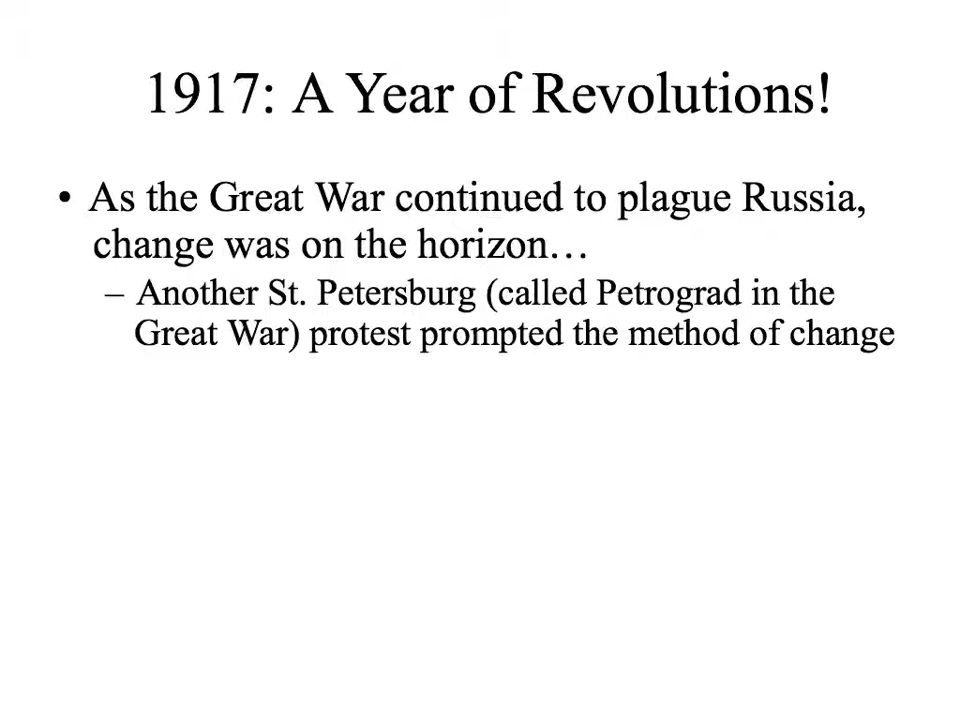 1917: A Year of Revolutions!
• As the Great War continued to plague Russia,
change was on the horizon…
– Another St. Petersburg (called Petrograd in the
Great War) protest prompted the method of change